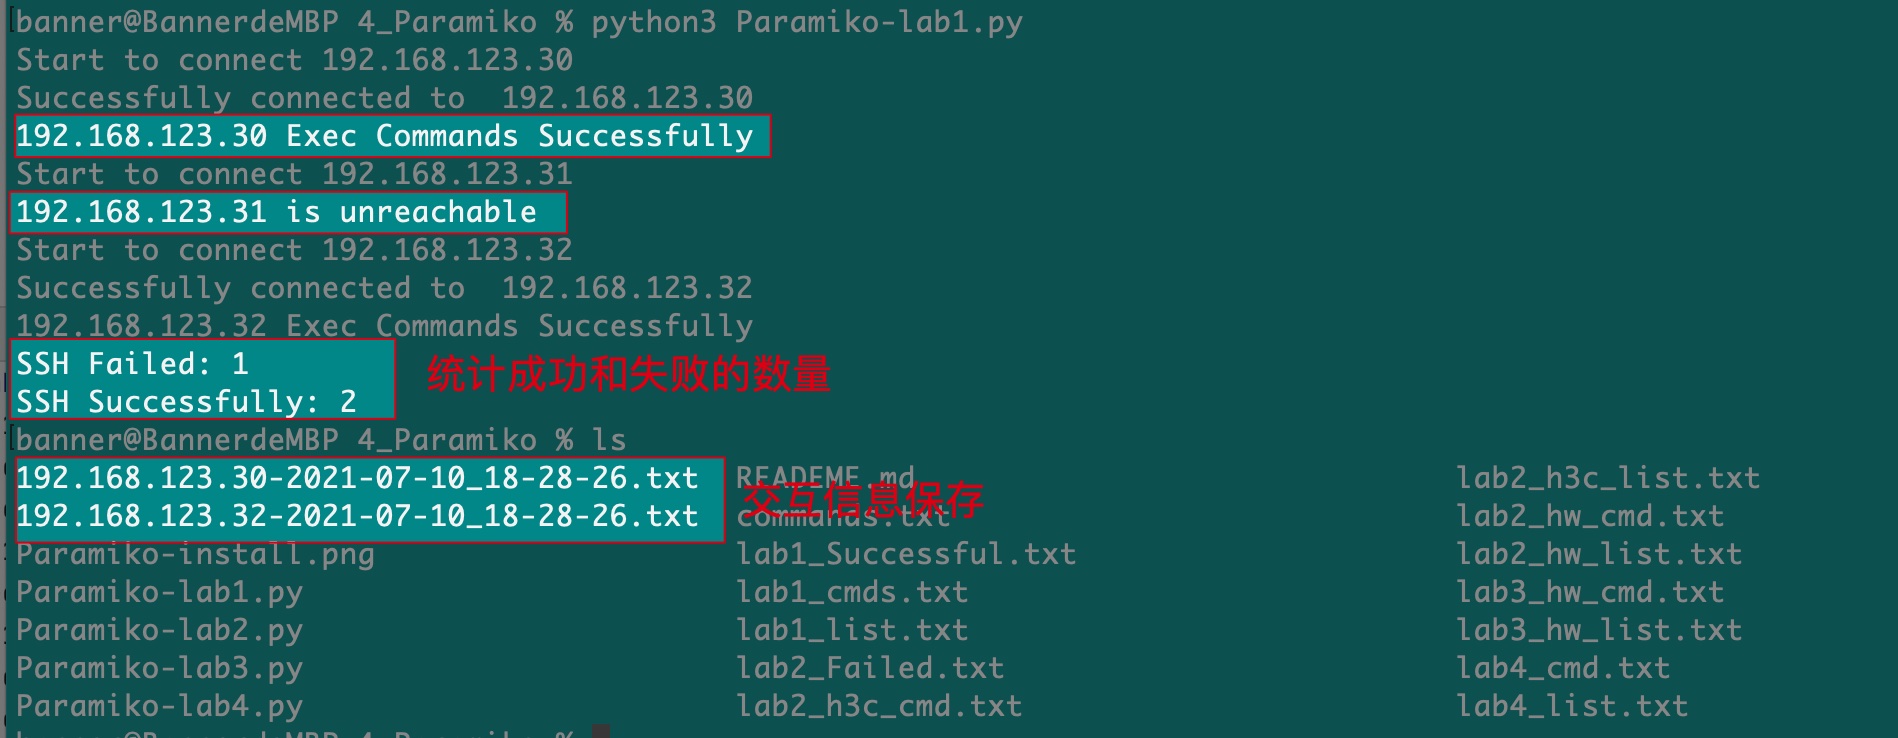 banner@BannerdeMBP 4_Paramiko % python3 Paramiko-lab1.py
Start to connect 192.168.123.30
Successfully connected to  192.168.123.30
192.168.123.30 Exec Commands Successfully
Start to connect 192.168.123.31
192.168.123.31 is unreachable
Start to connect 192.168.123.32
Successfully connected to  192.168.123.32
192.168.123.32 Exec Commands Successfully
SSH Failed: 1
统计成功和失败的数量
SSH Successfully: 2
banner@BannerdeMBP 4_Paramiko % ls
192.168.123.30-2021-07-10_18-28-26.txt READEME.md lab2_h3c_list.txt
交互信息保存
192.168.123.32-2021-07-10_18-28-26.txt commands.txt lab2_hw_cmd.txt
Paramiko-install.png lab1_Successful.txt lab2_hw_list.txt
Paramiko-lab1.py lab1_cmds.txt lab3_hw_cmd.txt
Paramiko-lab2.py lab1_list.txt lab3_hw_list.txt
Paramiko-lab3.py lab2_Failed.txt lab4_cmd.txt
Paramiko-lab4.py lab2_h3c_cmd.txt lab4_list.txt
banner@BannerdeMBP 4_Paramiko %